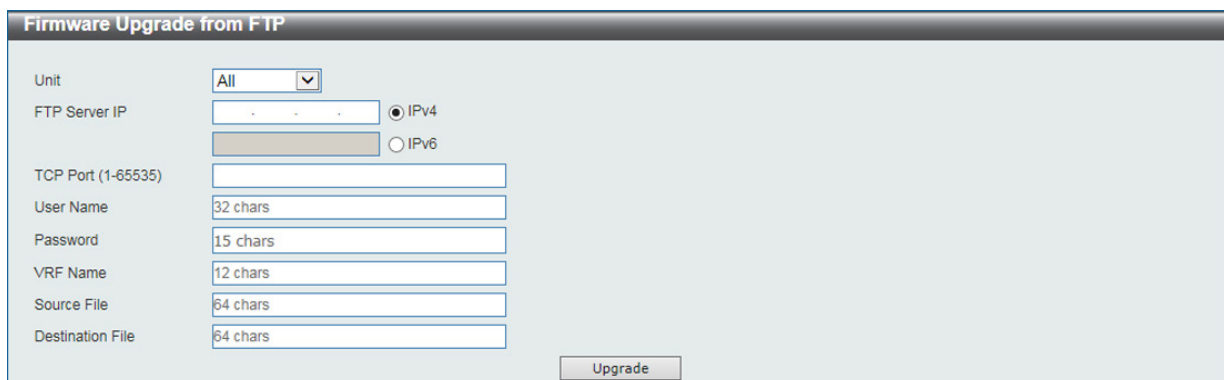 Firmware Upgrade from FTP
Unit All
FTP Server IP . . . IPv4
IPv6
TCP Port (1-65535)
User Name 32 chars
Password 15 chars
VRF Name 12 chars
Source File 64 chars
Destination File 64 chars
Upgrade